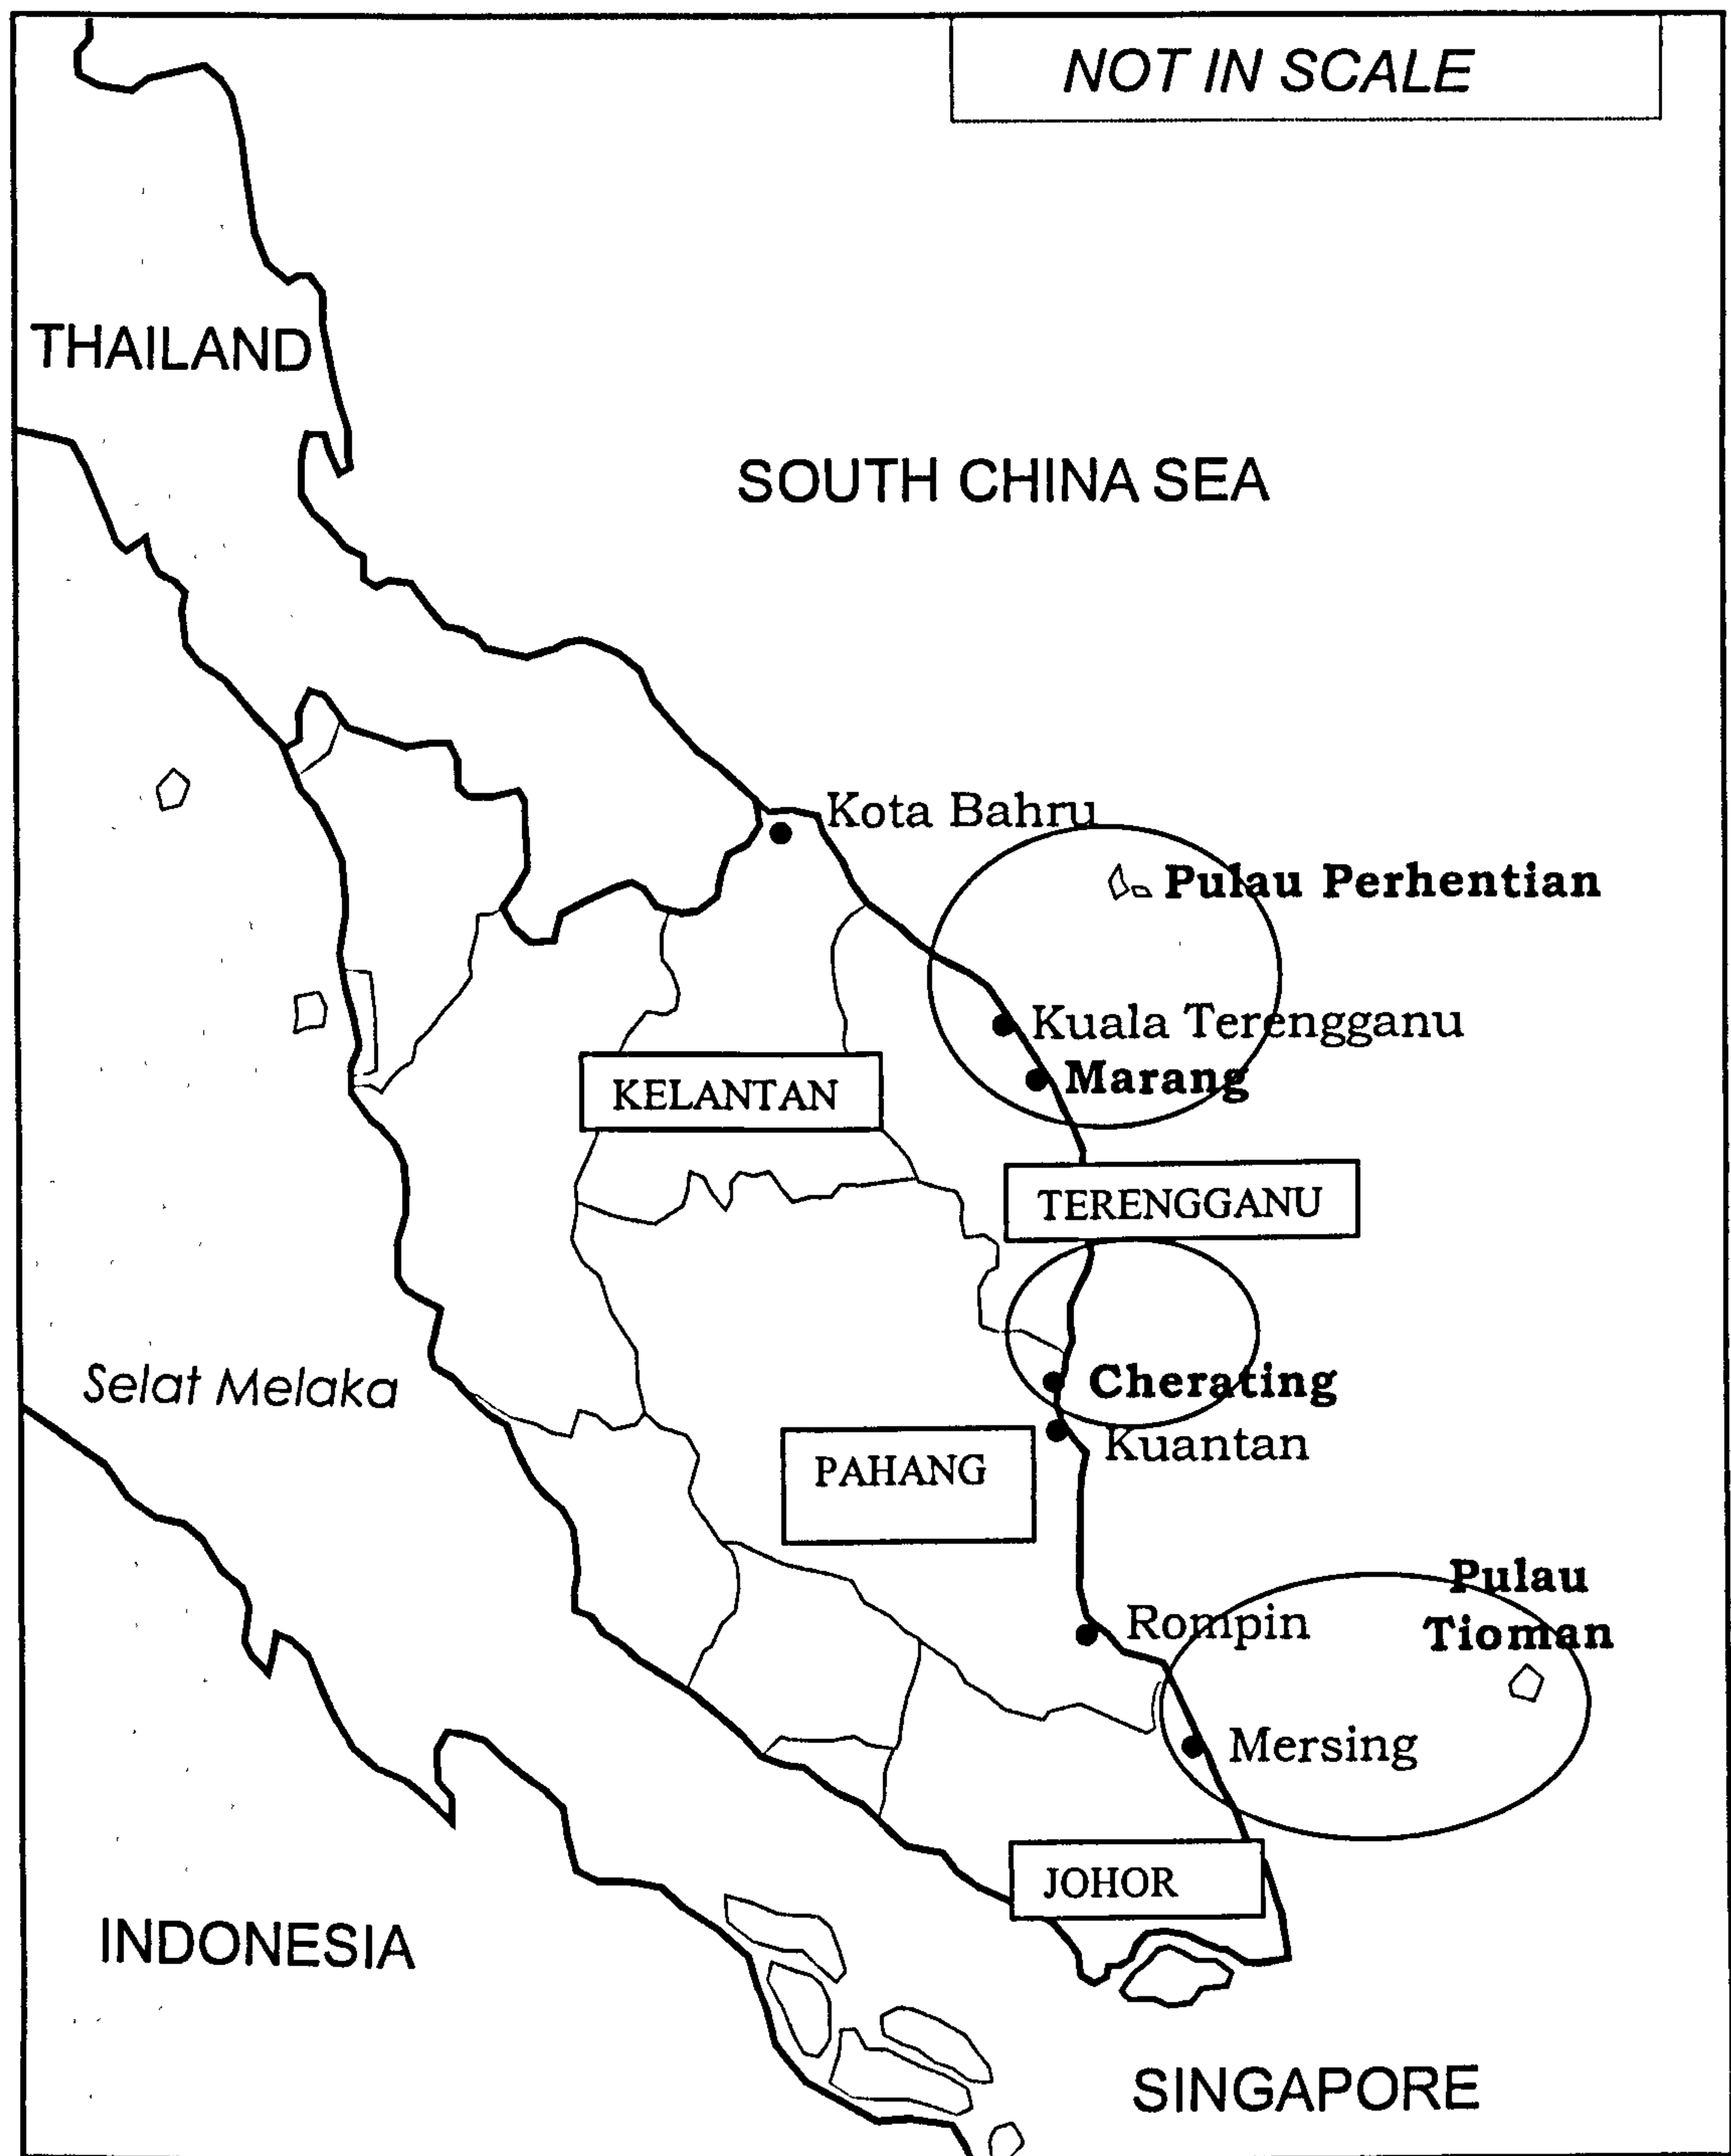 NOT IN SCALE
THAILAND
SOUTH CHINA SEA
Kota Bahru
Pulau Perhentian
Kuala Terengganu
Marang
KELANTAN
TERENGGANU
Selat Melaka
Cherating
Kuantan
PAHANG
Pulau
Tioman
Rompin
Mersing
JOHOR
INDONESIA
SINGAPORE